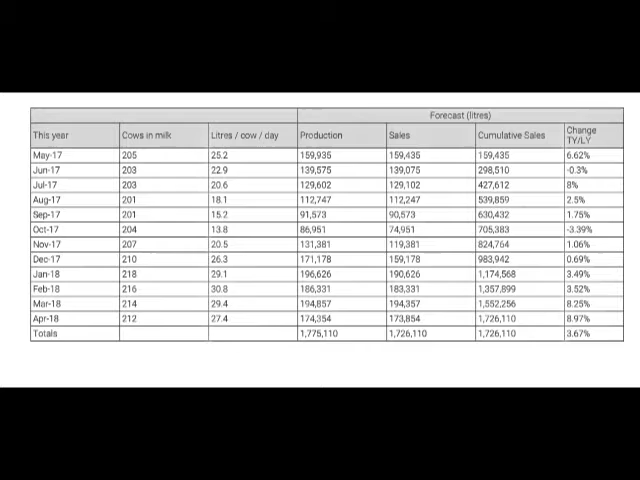 Forecast (litres)
This year Cows in milk Litres / cow / day Production Sales Cumulative Sales Change TY/LY
May-17 205 25.2 159,935 159,435 159,435 6.62%
Jun-17 203 22.9 139,575 139,075 298,510 -0.3%
Jul-17 203 20.6 129,602 129,102 427,612 8%
Aug-17 201 18.1 112,747 112,247 539,859 2.5%
Sep-17 201 15.2 91,573 90,573 630,432 1.75%
Oct-17 204 13.8 86,951 74,951 705,383 -3.39%
Nov-17 207 20.5 131,381 119,381 824,764 1.06%
Dec-17 210 26.3 171,178 159,178 983,942 0.69%
Jan-18 218 29.1 196,626 190,626 1,174,568 3.49%
Feb-18 216 30.8 186,331 183,331 1,357,899 3.52%
Mar-18 214 29.4 194,857 194,357 1,552,256 8.25%
Apr-18 212 27.4 174,354 173,854 1,726,110 8.97%
Totals 1,775,110 1,726,110 1,726,110 3.67%